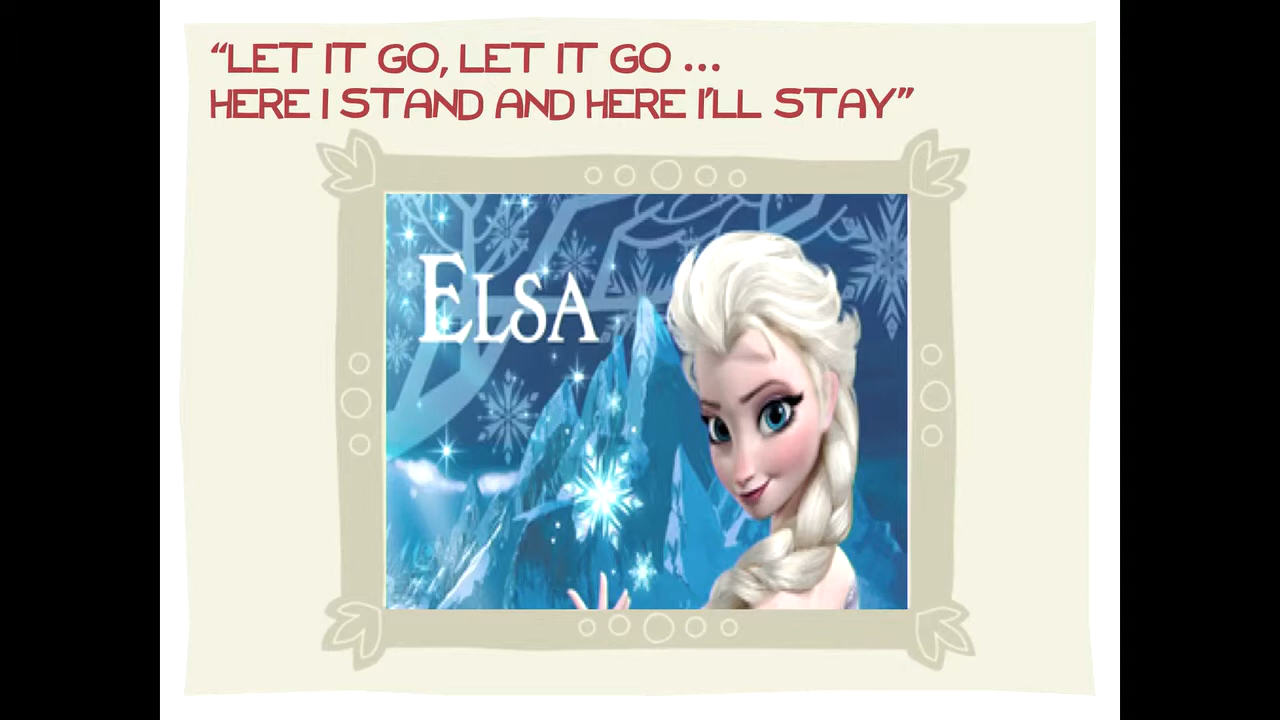 “LET IT GO, LET IT GO ...
HERE I STAND AND HERE I’LL STAY”
ELSA